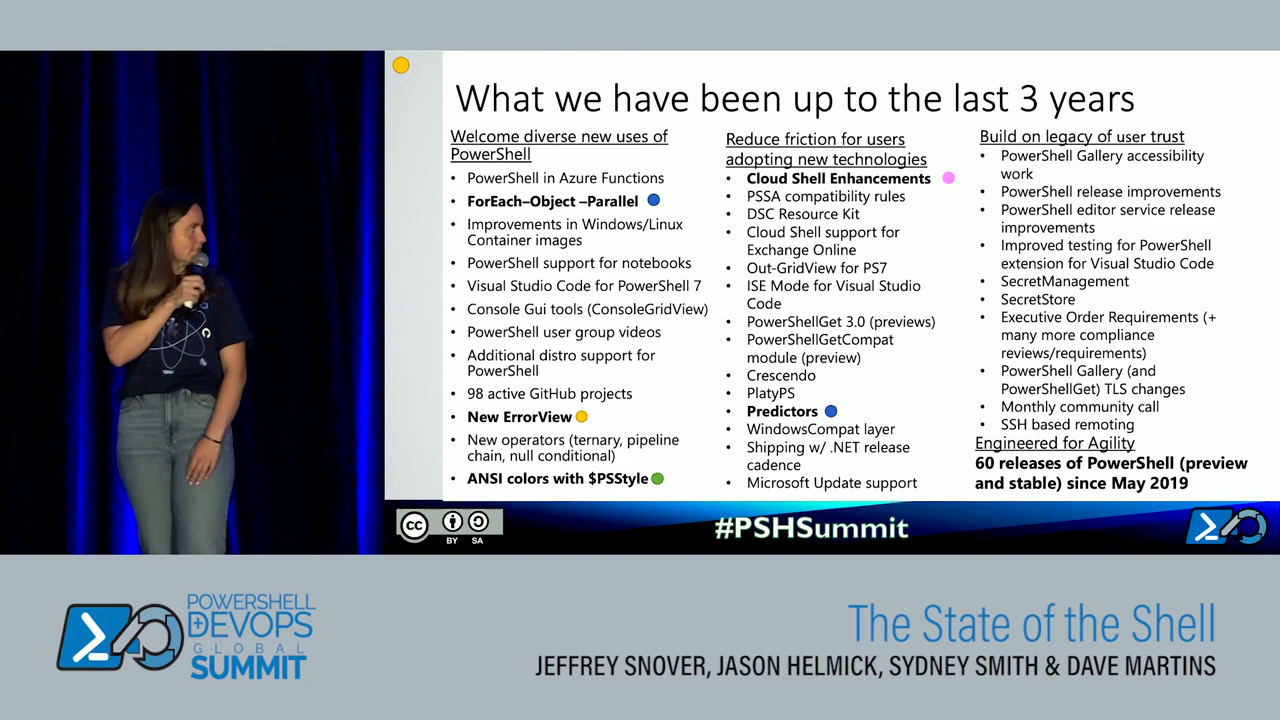 What we have been up to the last 3 years
Welcome diverse new uses of
PowerShell
• PowerShell in Azure Functions
• ForEach–Object –Parallel
• Improvements in Windows/Linux
Container images
• PowerShell support for notebooks
• Visual Studio Code for PowerShell 7
• Console Gui tools (ConsoleGridView)
• PowerShell user group videos
• Additional distro support for
PowerShell
• 98 active GitHub projects
• New ErrorView
• New operators (ternary, pipeline
chain, null conditional)
• ANSI colors with $PSStyle
Reduce friction for users
adopting new technologies
• Cloud Shell Enhancements
• PSSA compatibility rules
• DSC Resource Kit
• Cloud Shell support for
Exchange Online
• Out-GridView for PS7
• ISE Mode for Visual Studio
Code
• PowerShellGet 3.0 (previews)
• PowerShellGetCompat
module (preview)
• Crescendo
• PlatyPS
• Predictors
• WindowsCompat layer
• Shipping w/ .NET release
cadence
• Microsoft Update support
Build on legacy of user trust
• PowerShell Gallery accessibility
work
• PowerShell release improvements
• PowerShell editor service release
improvements
• Improved testing for PowerShell
extension for Visual Studio Code
• SecretManagement
• SecretStore
• Executive Order Requirements (+
many more compliance
reviews/requirements)
• PowerShell Gallery (and
PowerShellGet) TLS changes
• Monthly community call
• SSH based remoting
Engineered for Agility
60 releases of PowerShell (preview
and stable) since May 2019
cc
BY SA
#PSHSummit
POWERSHELL
+DEVOPS
GLOBAL
SUMMIT
The State of the Shell
JEFFREY SNOVER, JASON HELMICK, SYDNEY SMITH & DAVE MARTINS